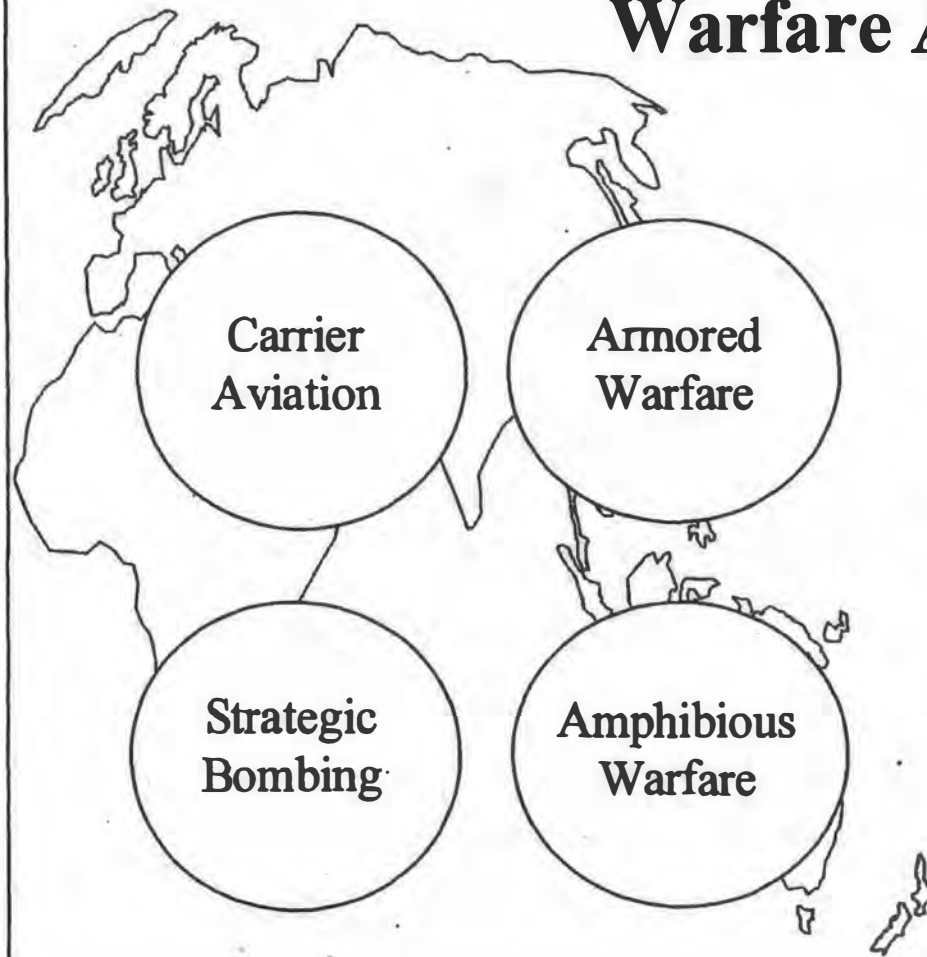 Warfare
Carrier
Aviation
Armored
Warfare
Strategic
Bombing
Amphibious
Warfare